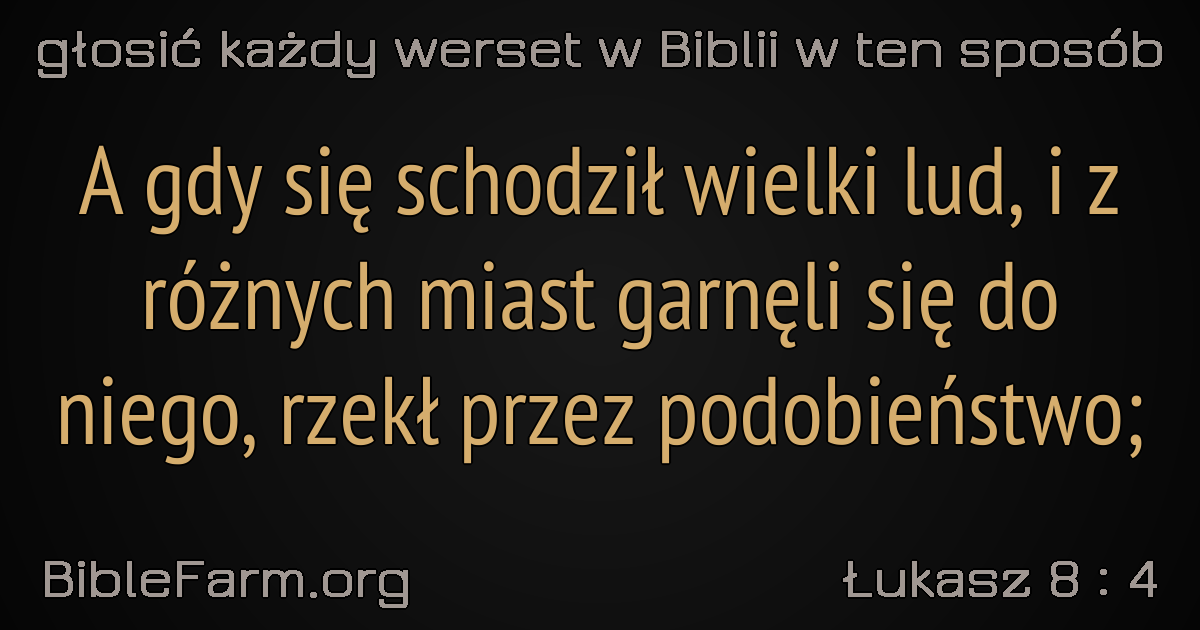 głosić każdy werset w Biblii w ten sposób
A gdy się schodził wielki lud, i z
różnych miast garnęli się do
niego, rzekł przez podobieństwo;
BibleFarm.org
Łukasz 8 : 4